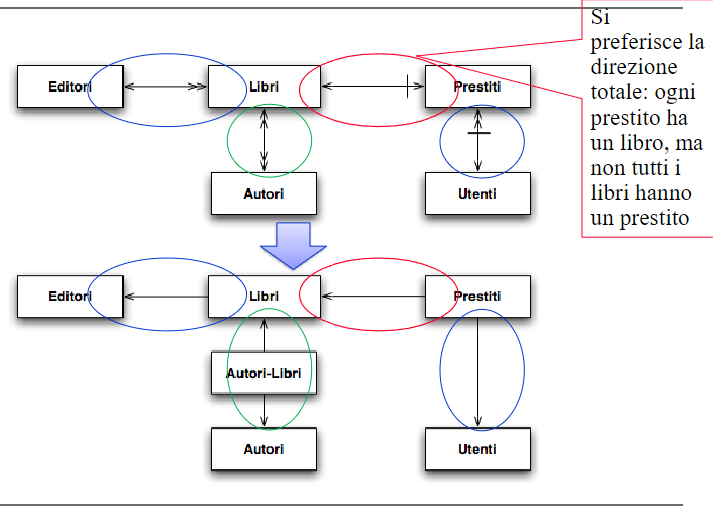 Si
preferisce la
direzione
totale: ogni
prestito ha
un libro, ma
non tutti i
libri hanno
un prestito
Editori
Libri
Prestiti
Autori
Utenti
Editori
Libri
Prestiti
Autori-Libri
Autori
Utenti